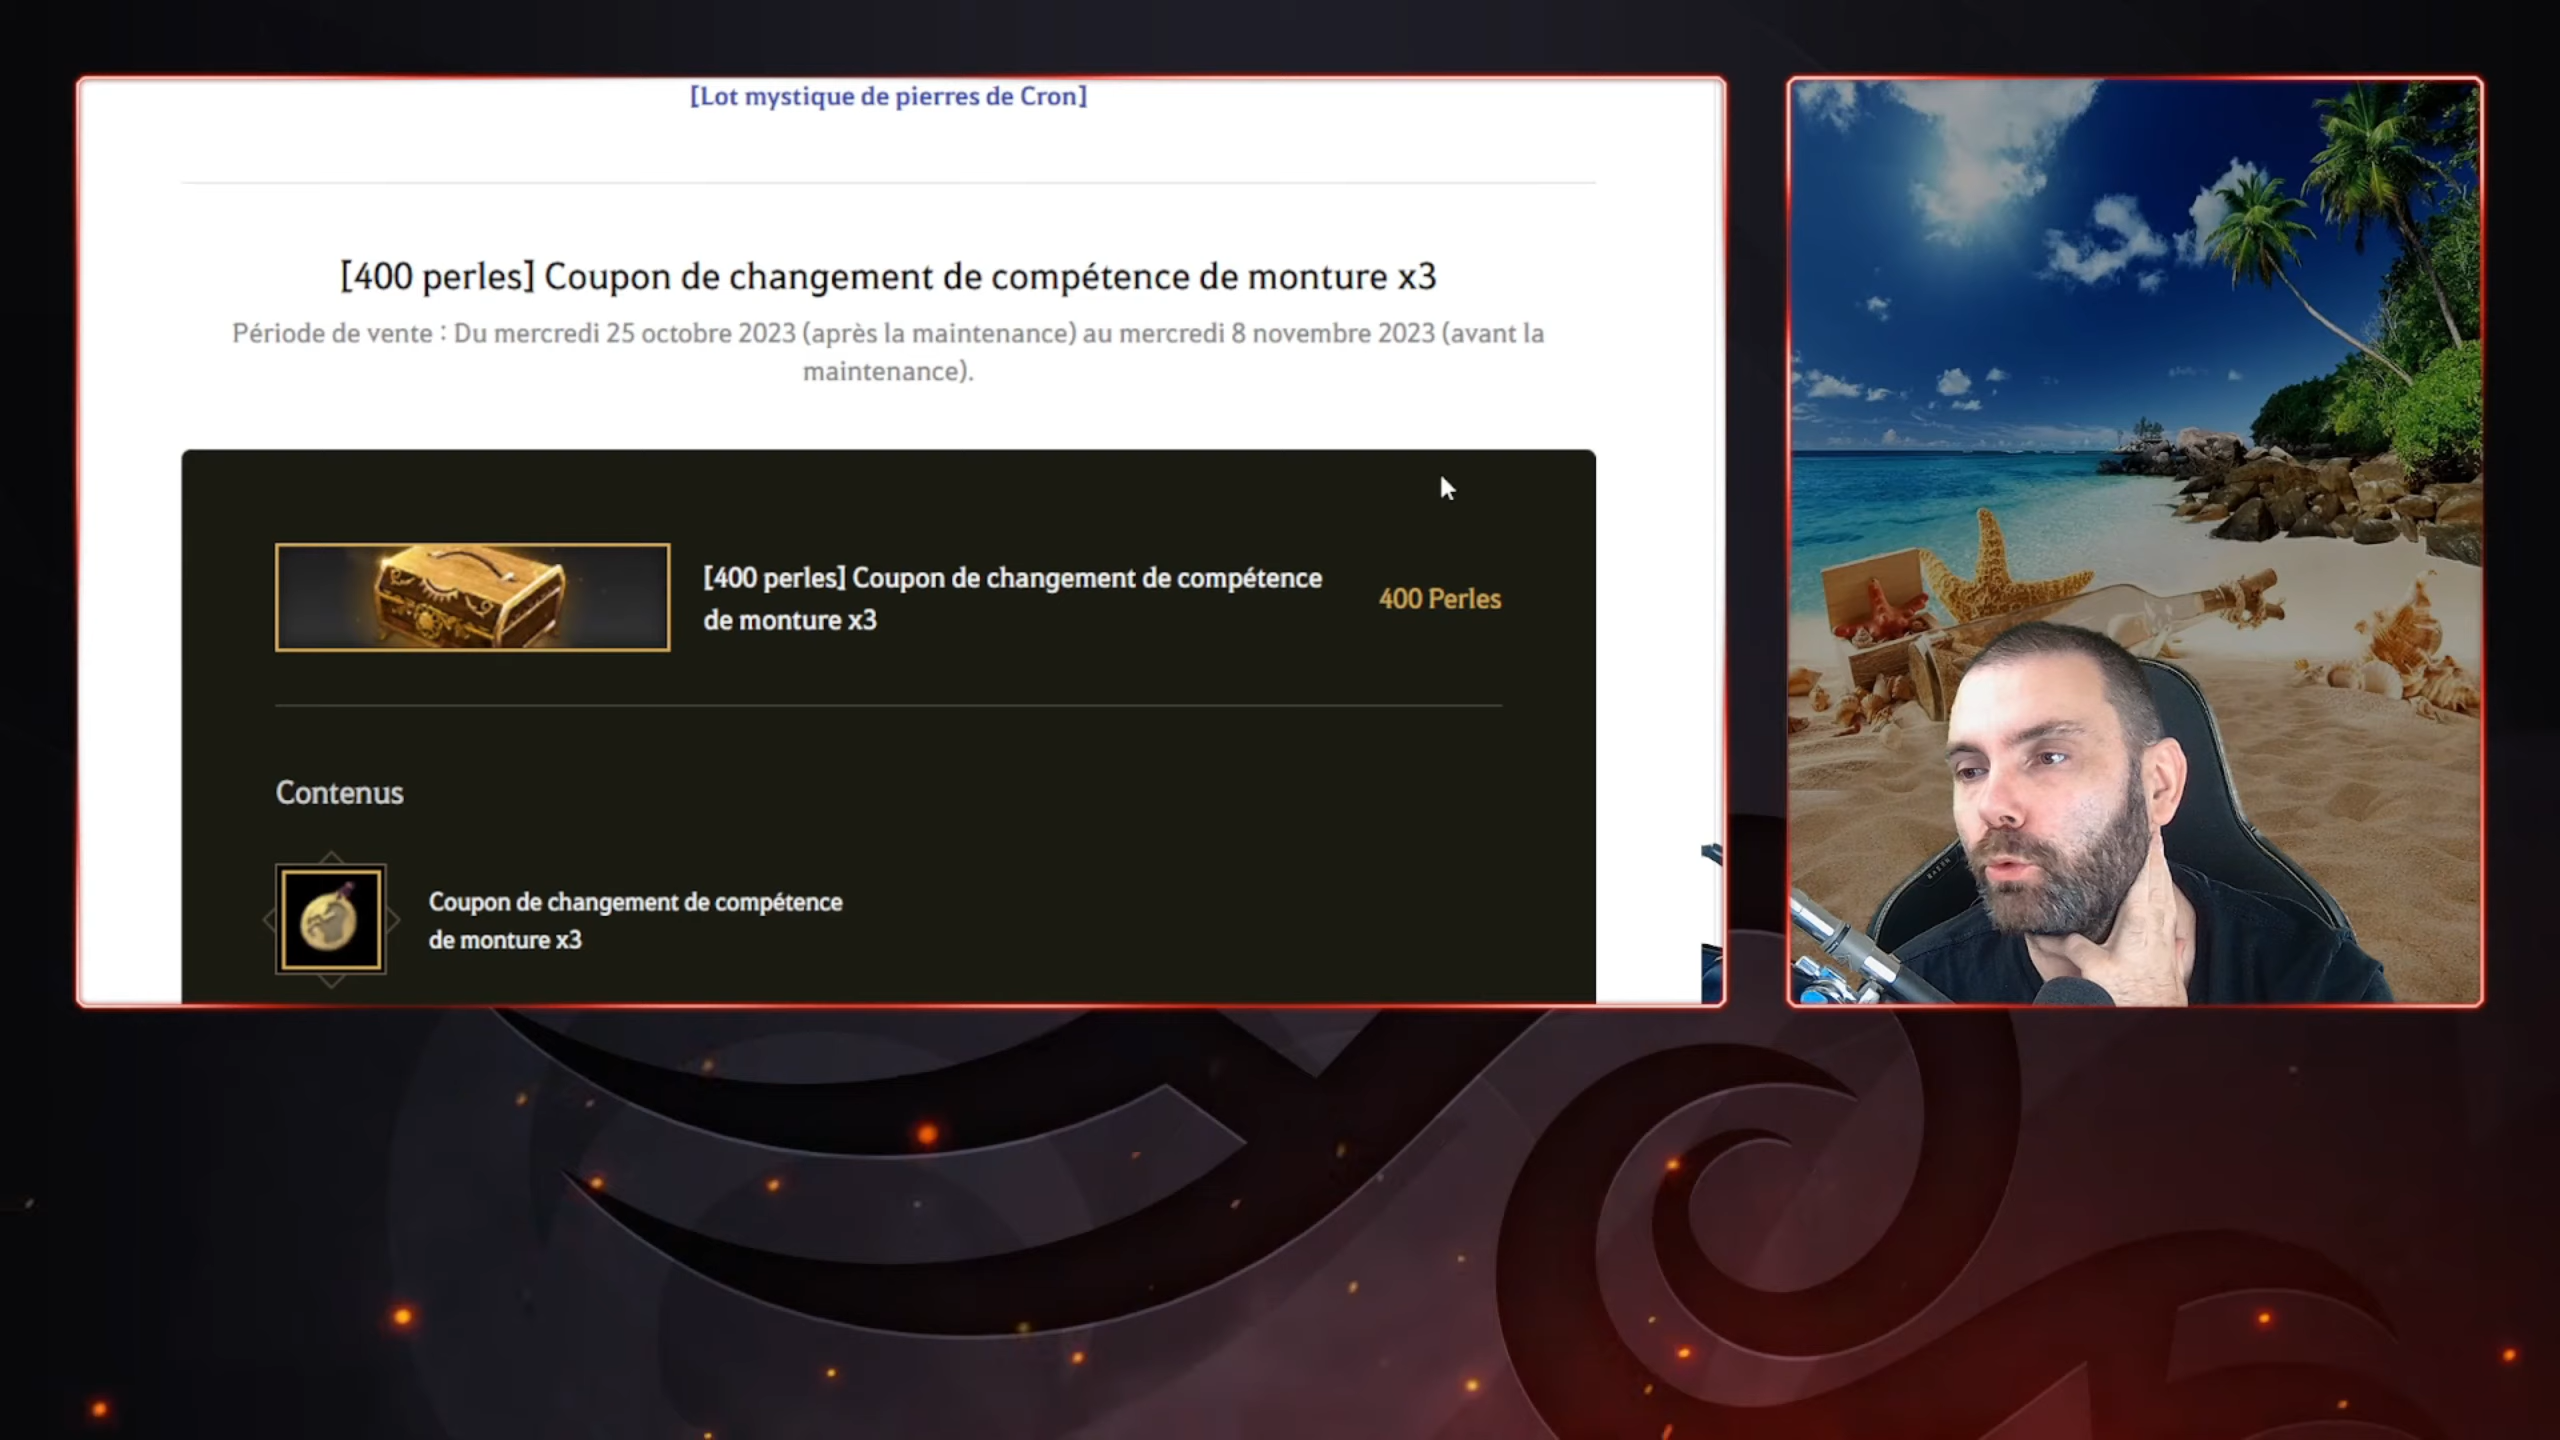 [Lot mystique de pierres de Cron]
[400 perles] Coupon de changement de compétence de monture x3
Période de vente : Du mercredi 25 octobre 2023 (après la maintenance) au mercredi 8 novembre 2023 (avant la
maintenance).
[400 perles] Coupon de changement de compétence
de monture x3
400 Perles
Contenus
Coupon de changement de compétence
de monture x3